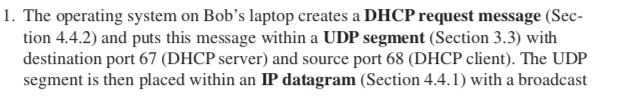 1. The operating system on Bob's laptop creates a DHCP request message (Sec-
tion 4.4.2) and puts this message within a UDP segment (Section 3.3) with
destination port 67 (DHCP server) and source port 68 (DHCP client). The UDP
segment is then placed within an IP datagram (Section 4.4.1) with a broadcast